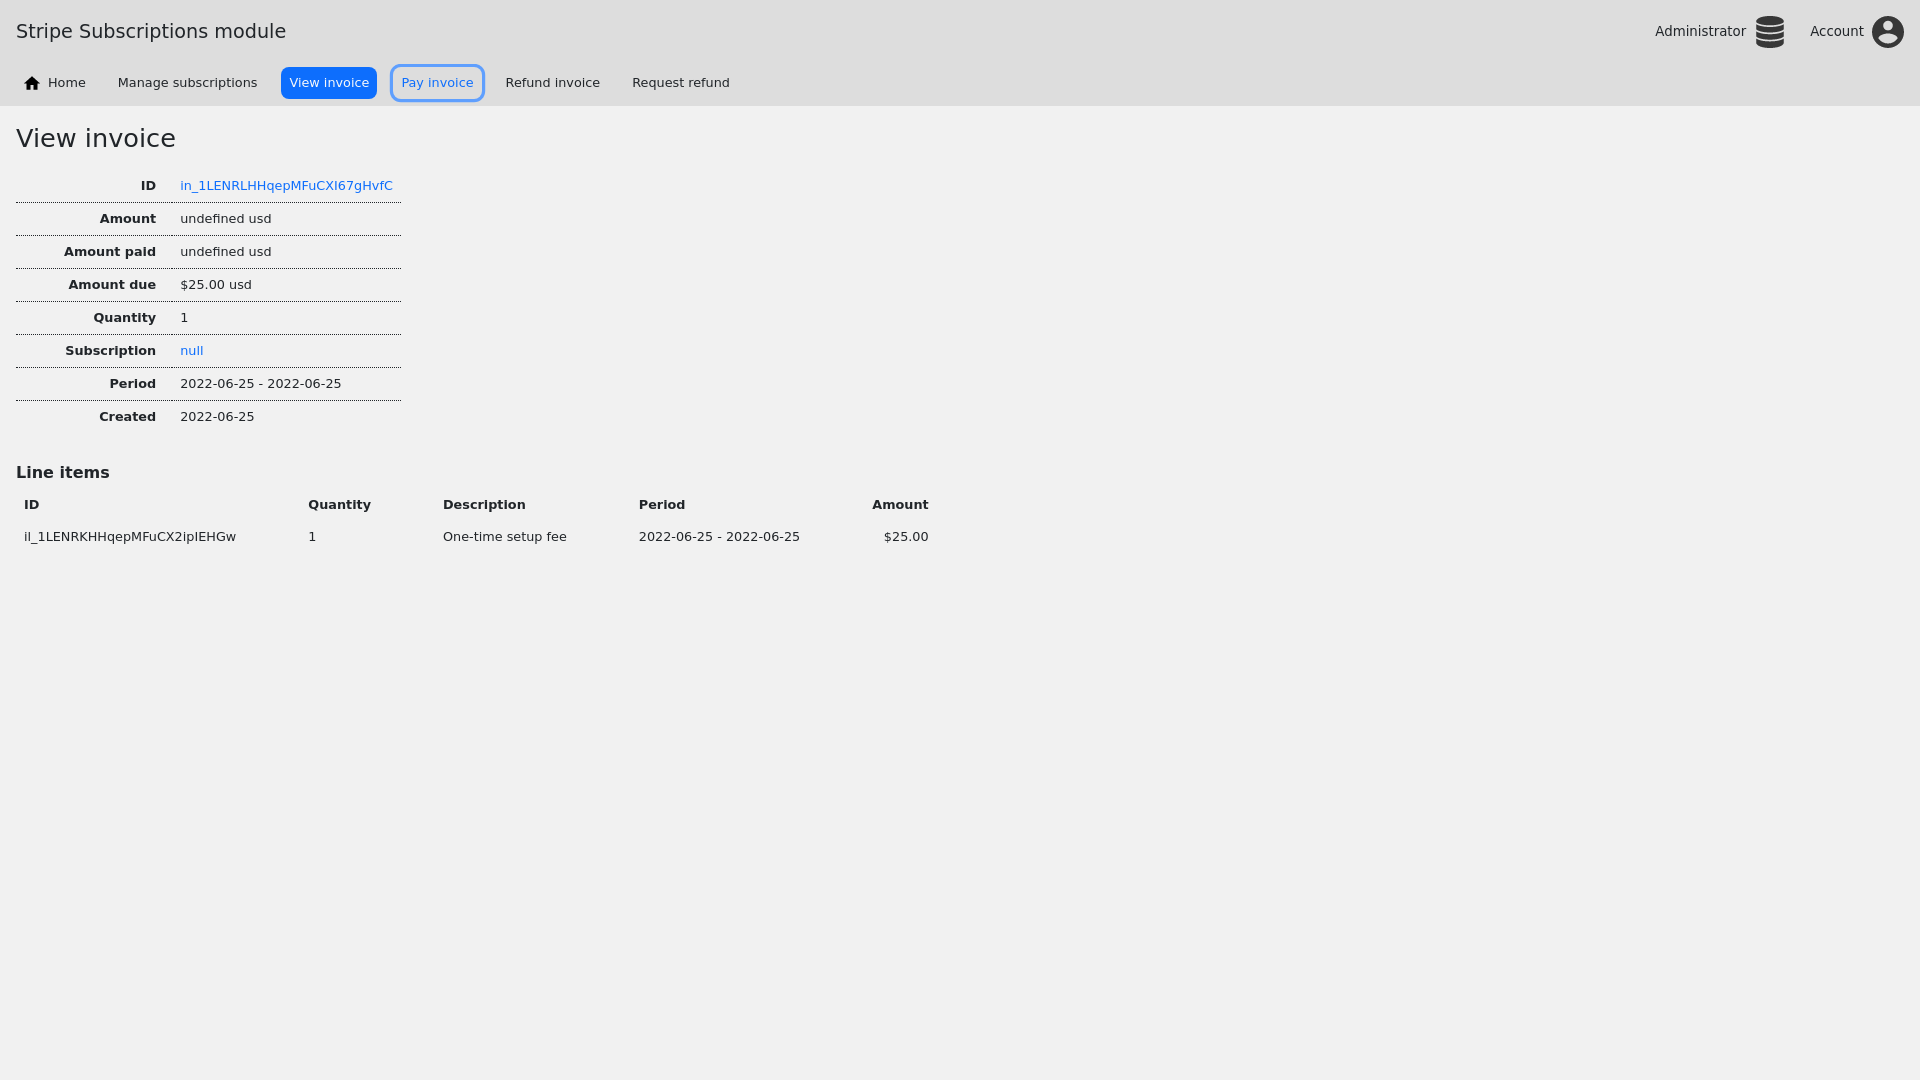 Stripe Subscriptions module
Administrator
Account
Home
Manage subscriptions
View invoice
Pay invoice
Refund invoice
Request refund
View invoice
ID in_1LENRLHHqepMFuCXI67gHvfC
Amount undefined usd
Amount paid undefined usd
Amount due $25.00 usd
Quantity 1
Subscription null
Period 2022-06-25 - 2022-06-25
Created 2022-06-25
Line items
ID Quantity Description Period Amount
il_1LENRKHHqepMFuCX2ipIEHGw 1 One-time setup fee 2022-06-25 - 2022-06-25 $25.00